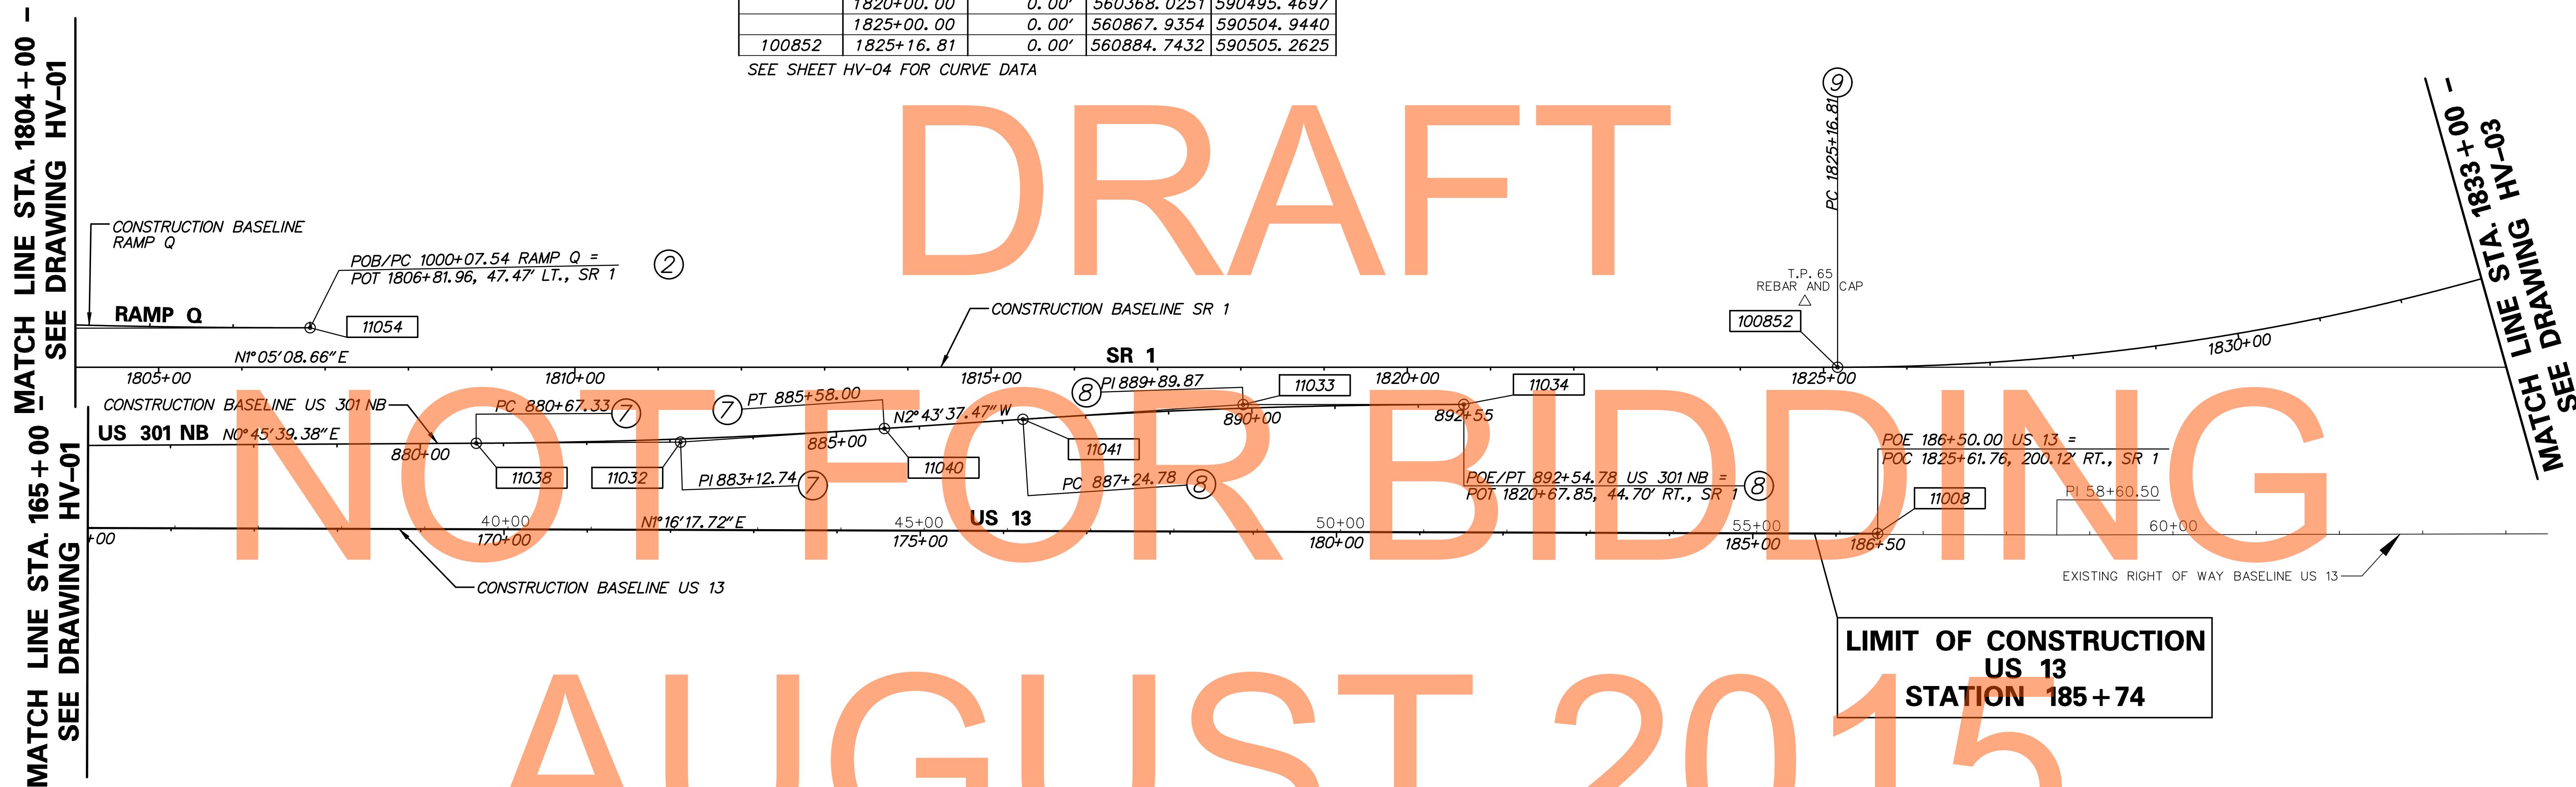 1820+00.00 0.00' 560368.0251 590495.4697
1825+00.00 0.00' 560867.9354 590504.9440
100852 1825+16.81 0.00' 560884.7432 590505.2625
SEE SHEET HV-04 FOR CURVE DATA
DRAFT
NOT FOR BIDDING
AUGUST 2015
MATCH LINE STA. 1804+00 -
SEE DRAWING HV-01
MATCH LINE STA. 165+00 -
SEE DRAWING HV-01
CONSTRUCTION BASELINE
RAMP Q
POB/PC 1000+07.54 RAMP Q =
POT 1806+81.96, 47.47' LT., SR 1
2
RAMP Q
11054
N1°05'08.66"E
CONSTRUCTION BASELINE SR 1
SR 1
1805+00
1810+00
1815+00
1820+00
1825+00
1830+00
9
PC 1825+16.81
T.P. 65
REBAR AND CAP
100852
MATCH LINE STA. 1833+00 -
SEE DRAWING HV-03
CONSTRUCTION BASELINE US 301 NB
US 301 NB
N0°45'39.38"E
880+00
PC 880+67.33
7
11038
11032
PI 883+12.74
7
7
PT 885+58.00
885+00
N2°43'37.47"W
11040
11041
PC 887+24.78
8
8
PI 889+89.87
11033
890+00
11034
892+55
POE/PT 892+54.78 US 301 NB =
POT 1820+67.85, 44.70' RT., SR 1
8
POE 186+50.00 US 13 =
POC 1825+61.76, 200.12' RT., SR 1
11008
PI 58+60.50
+00
40+00
170+00
N1°16'17.72"E
45+00
175+00
US 13
50+00
180+00
55+00
185+00
186+50
60+00
CONSTRUCTION BASELINE US 13
EXISTING RIGHT OF WAY BASELINE US 13
LIMIT OF CONSTRUCTION
US 13
STATION 185+74